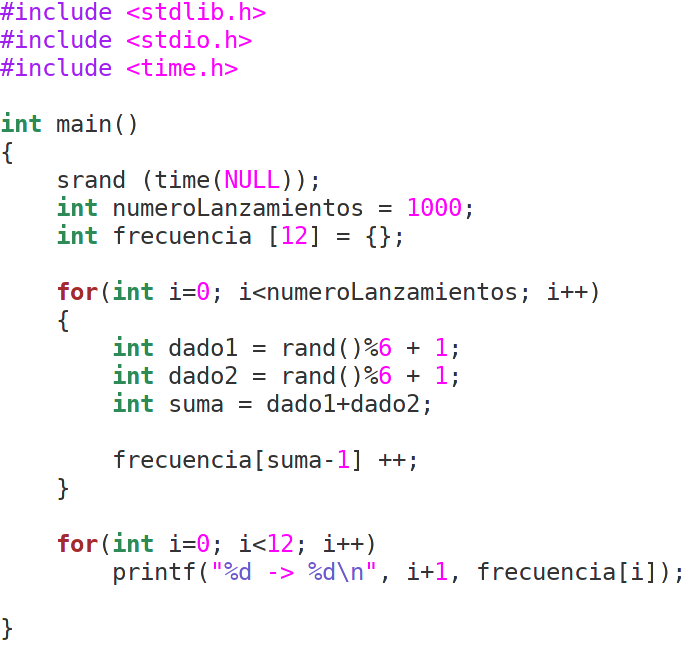 #include <stdlib.h>
#include <stdio.h>
#include <time.h>

int main()
{
    srand (time(NULL));
    int numeroLanzamientos = 1000;
    int frecuencia [12] = {};

    for(int i=0; i<numeroLanzamientos; i++)
    {
        int dado1 = rand()%6 + 1;
        int dado2 = rand()%6 + 1;
        int suma = dado1+dado2;

        frecuencia[suma-1] ++;
    }

    for(int i=0; i<12; i++)
        printf("%d -> %d\n", i+1, frecuencia[i]);

}